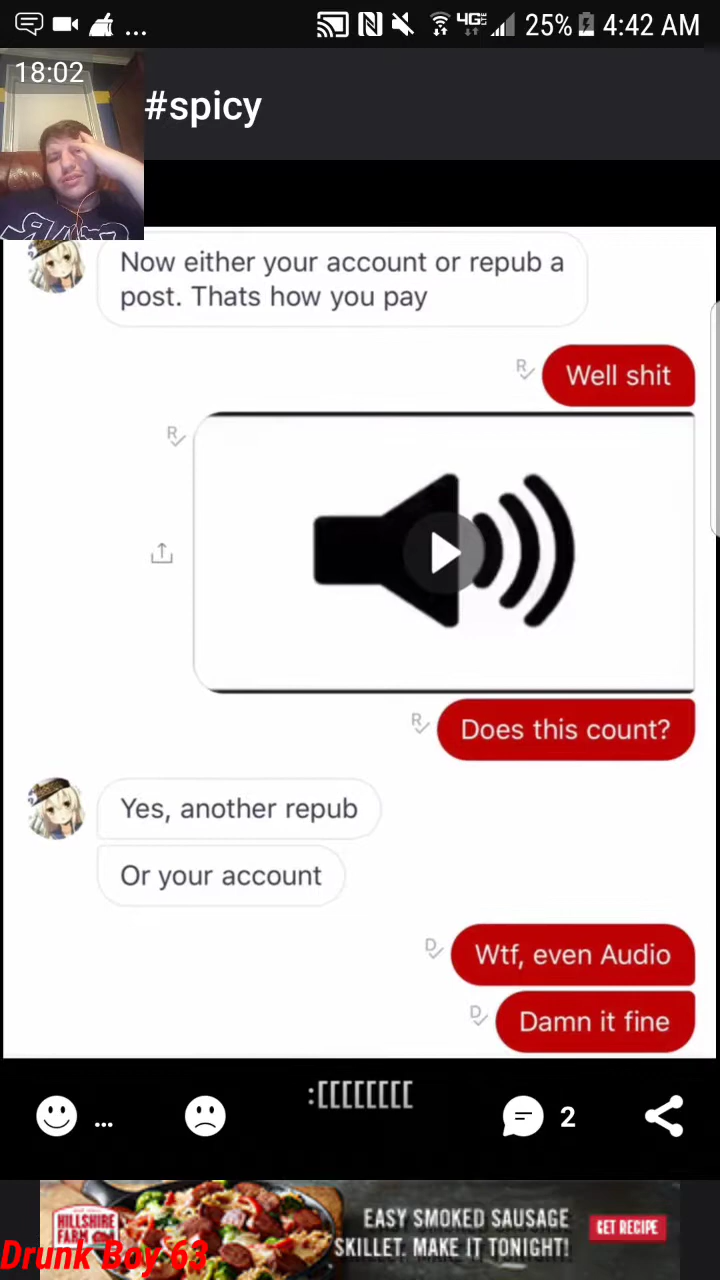 4G
25%
4:42 AM
18:02
#spicy
Now either your account or repub a
post. Thats how you pay
R
Well shit
R
R
Does this count?
Yes, another repub
Or your account
D
Wtf, even Audio
D
Damn it fine
:[[[[[[[[
...
2
HILLSHIRE
FARM
EASY SMOKED SAUSAGE
SKILLET. MAKE IT TONIGHT!
GET RECIPE
Drunk Boy 63